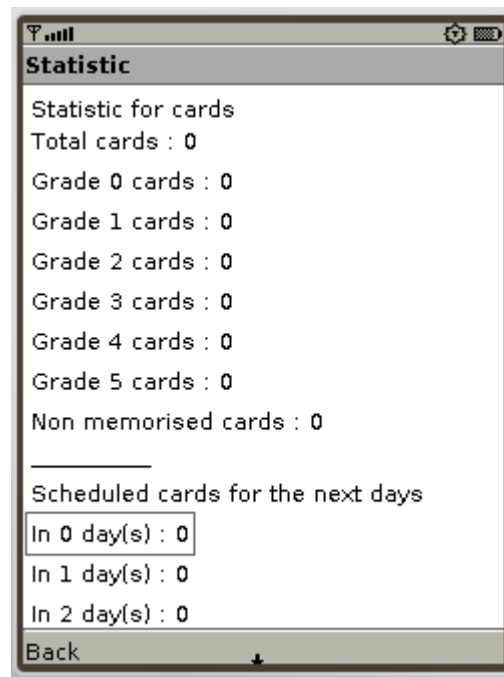 Statistic
Statistic for cards
Total cards : 0
Grade 0 cards : 0
Grade 1 cards : 0
Grade 2 cards : 0
Grade 3 cards : 0
Grade 4 cards : 0
Grade 5 cards : 0
Non memorised cards : 0
Scheduled cards for the next days
In 0 day(s) : 0
In 1 day(s) : 0
In 2 day(s) : 0
Back